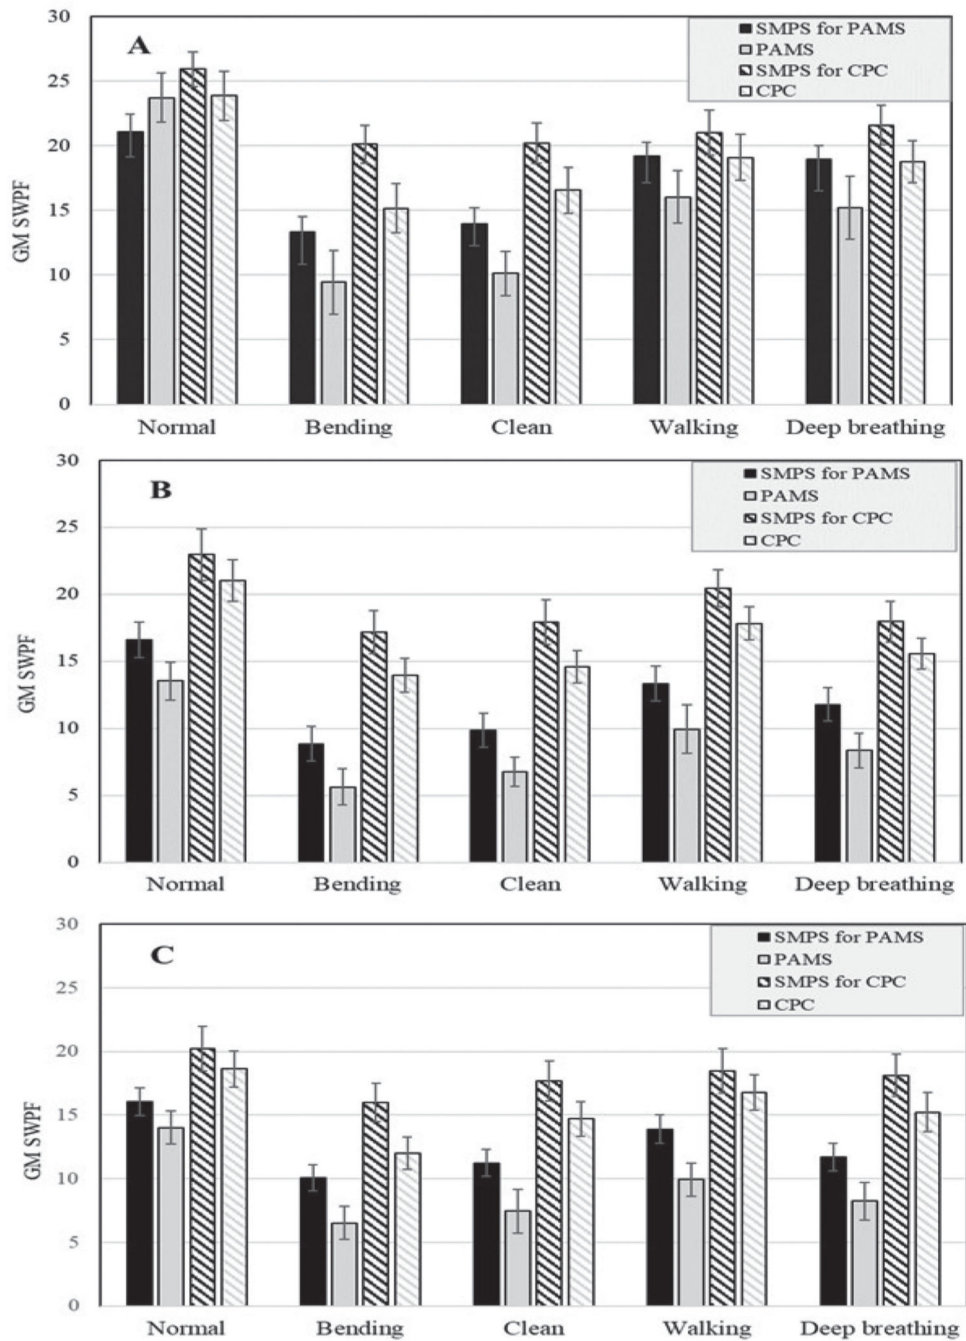 30
A
SMPS for PAMS
PAMS
SMPS for CPC
CPC
25
20
15
10
5
0
GM SWPF
Normal
Bending
Clean
Walking
Deep breathing
30
B
SMPS for PAMS
PAMS
SMPS for CPC
CPC
25
20
15
10
5
0
GM SWPF
Normal
Bending
Clean
Walking
Deep breathing
30
C
SMPS for PAMS
PAMS
SMPS for CPC
CPC
25
20
15
10
5
0
GM SWPF
Normal
Bending
Clean
Walking
Deep breathing